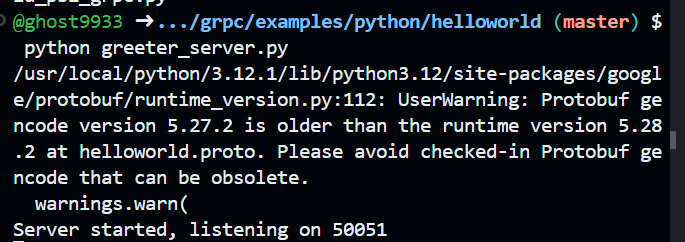 @ghost9933 ➜.../grpc/examples/python/helloworld (master) $
python greeter_server.py
/usr/local/python/3.12.1/lib/python3.12/site-packages/googl
e/protobuf/runtime_version.py:112: UserWarning: Protobuf ge
ncode version 5.27.2 is older than the runtime version 5.28
.2 at helloworld.proto. Please avoid checked-in Protobuf ge
ncode that can be obsolete.
  warnings.warn(
Server started, listening on 50051